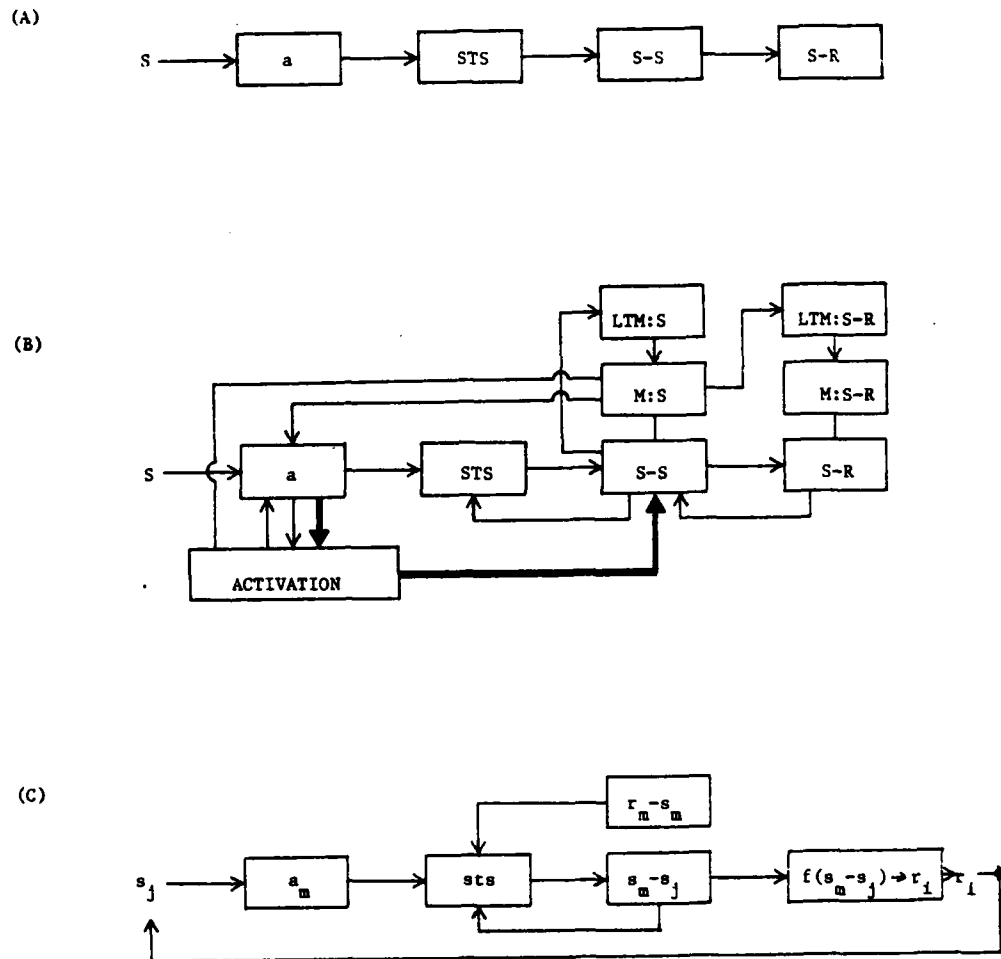 (A)
S
a
STS
S-S
S-R
(B)
LTM:S
LTM:S-R
M:S
M:S-R
S
a
STS
S-S
S-R
ACTIVATION
(C)
r_m-s_m
s_j
a_m
sts
s_m-s_j
f(s_m-s_j)→r_i
r_i